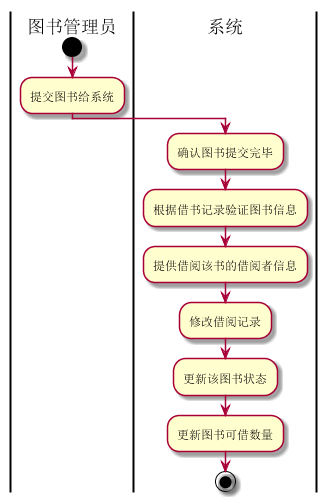 图书管理员
系统
提交图书给系统
确认图书提交完毕
根据借书记录验证图书信息
提供借阅该书的借阅者信息
修改借阅记录
更新该图书状态
更新图书可借数量